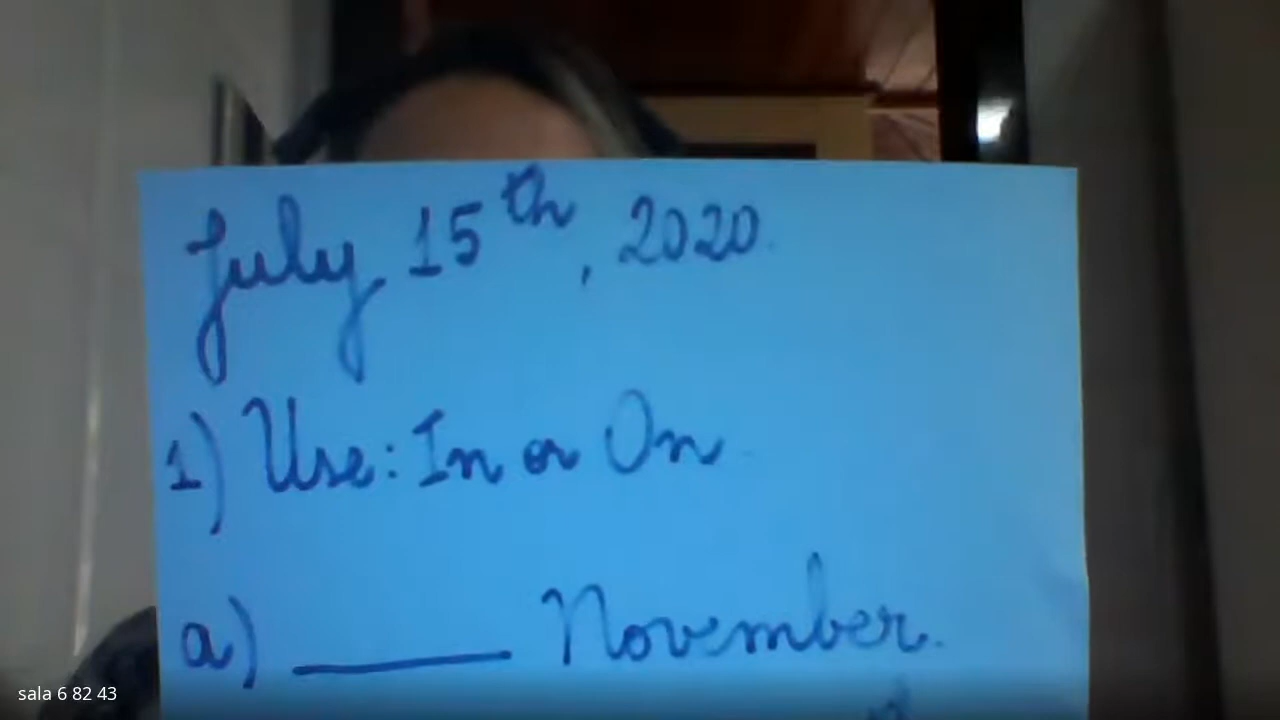 July 15th, 2020.
1) Use: In or On.
a) ______ November.
sala 6 82 43